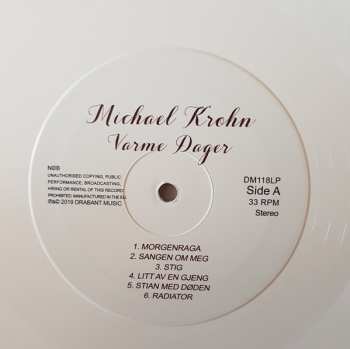 Michael Krohn
Varme Dager
NØB
UNAUTHORISED COPYING, PUBLIC
PERFORMANCE, BROADCASTING,
HIRING OR RENTAL OF THIS RECORD
PROHIBITED. MANUFACTURED IN THE EU.
℗&© 2019 ORABANT MUSIC
DM118LP
Side A
33 RPM
Stereo
1. MORGENRAGA
2. SANGEN OM MEG
3. STIG
4. LITT AV EN GJENG
5. STIAN MED DØDEN
6. RADIATOR